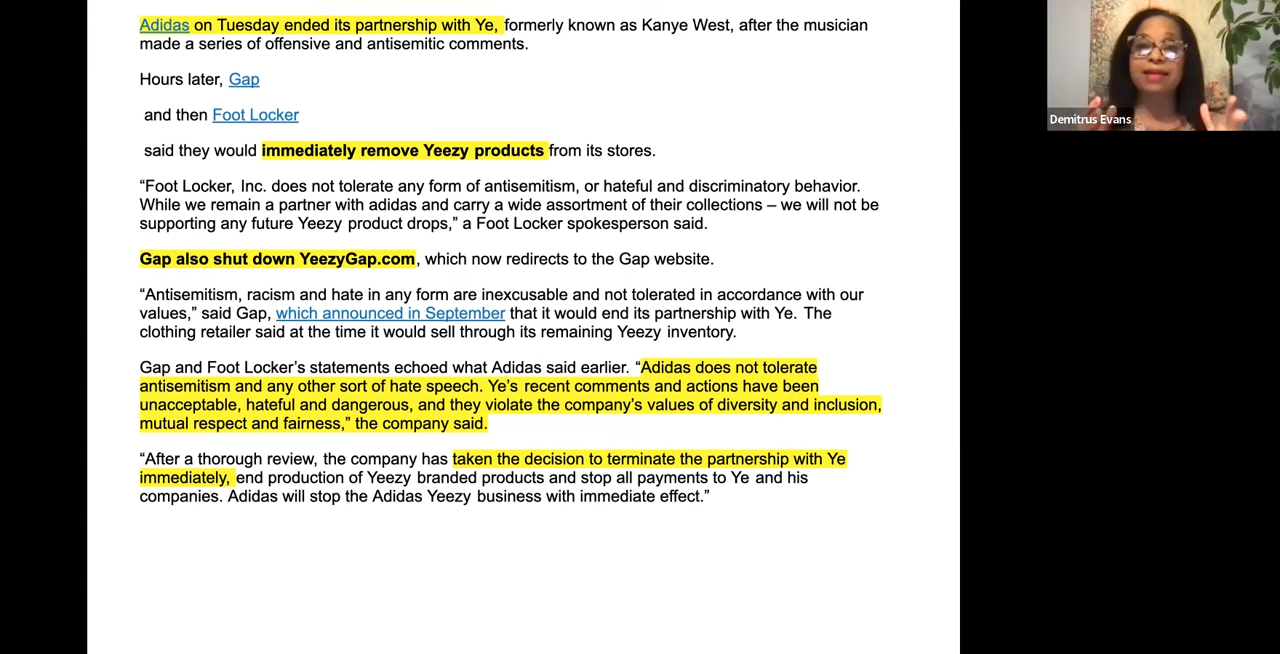 Adidas on Tuesday ended its partnership with Ye, formerly known as Kanye West, after the musician
made a series of offensive and antisemitic comments.
Hours later, Gap
and then Foot Locker
said they would immediately remove Yeezy products from its stores.
“Foot Locker, Inc. does not tolerate any form of antisemitism, or hateful and discriminatory behavior.
While we remain a partner with adidas and carry a wide assortment of their collections – we will not be
supporting any future Yeezy product drops,” a Foot Locker spokesperson said.
Gap also shut down YeezyGap.com, which now redirects to the Gap website.
“Antisemitism, racism and hate in any form are inexcusable and not tolerated in accordance with our
values,” said Gap, which announced in September that it would end its partnership with Ye. The
clothing retailer said at the time it would sell through its remaining Yeezy inventory.
Gap and Foot Locker’s statements echoed what Adidas said earlier. “Adidas does not tolerate
antisemitism and any other sort of hate speech. Ye’s recent comments and actions have been
unacceptable, hateful and dangerous, and they violate the company’s values of diversity and inclusion,
mutual respect and fairness,” the company said.
“After a thorough review, the company has taken the decision to terminate the partnership with Ye
immediately, end production of Yeezy branded products and stop all payments to Ye and his
companies. Adidas will stop the Adidas Yeezy business with immediate effect.”
Demitrus Evans